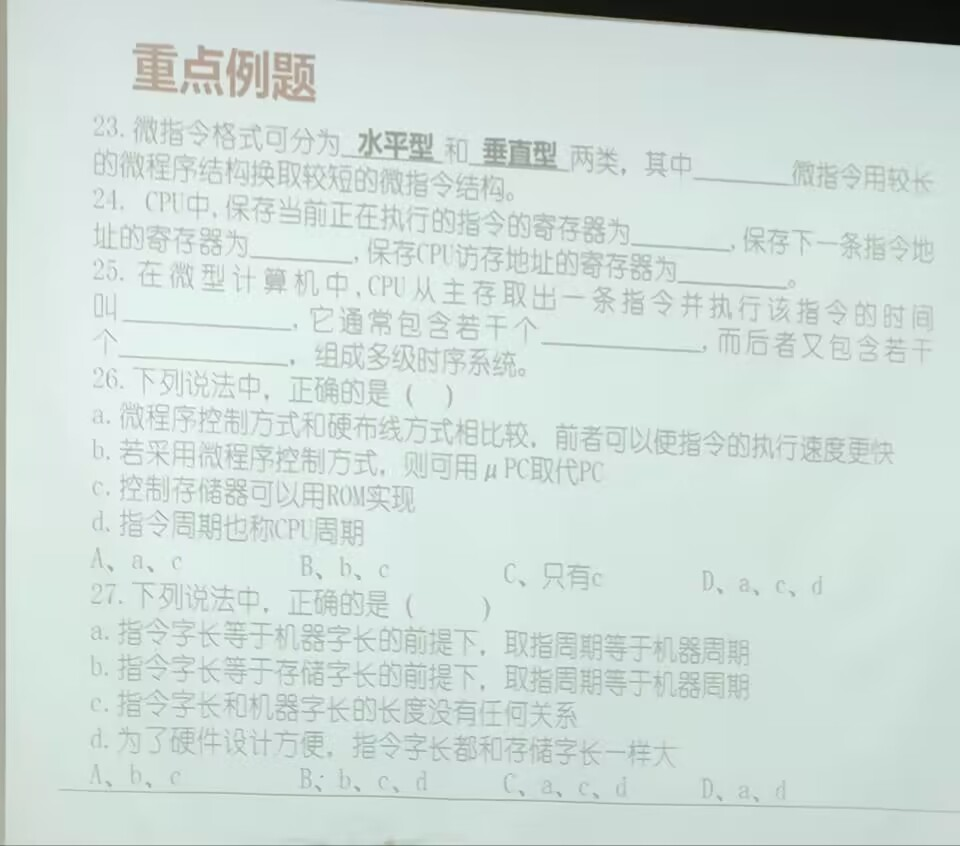 重点例题
23.微指令格式可分为 水平型 和 垂直型 两类，其中________微指令用较长
的微程序结构换取较短的微指令结构。
24. CPU中,保存当前正在执行的指令的寄存器为________,保存下一条指令地
址的寄存器为________,保存CPU访存地址的寄存器为________。
25.在微型计算机中,CPU从主存取出一条指令并执行该指令的时间
叫____________,它通常包含若干个____________,而后者又包含若干
个____________，组成多级时序系统。
26.下列说法中，正确的是（ ）
a.微程序控制方式和硬布线方式相比较，前者可以使指令的执行速度更快
b.若采用微程序控制方式，则可用μPC取代PC
c.控制存储器可以用ROM实现
d.指令周期也称CPU周期
A、a、c B、b、c C、只有c D、a、c、d
27.下列说法中，正确的是（ ）
a.指令字长等于机器字长的前提下，取指周期等于机器周期
b.指令字长等于存储字长的前提下，取指周期等于机器周期
c.指令字长和机器字长的长度没有任何关系
d.为了硬件设计方便，指令字长都和存储字长一样大
A、b、c B、b、c、d C、a、c、d D、a、d